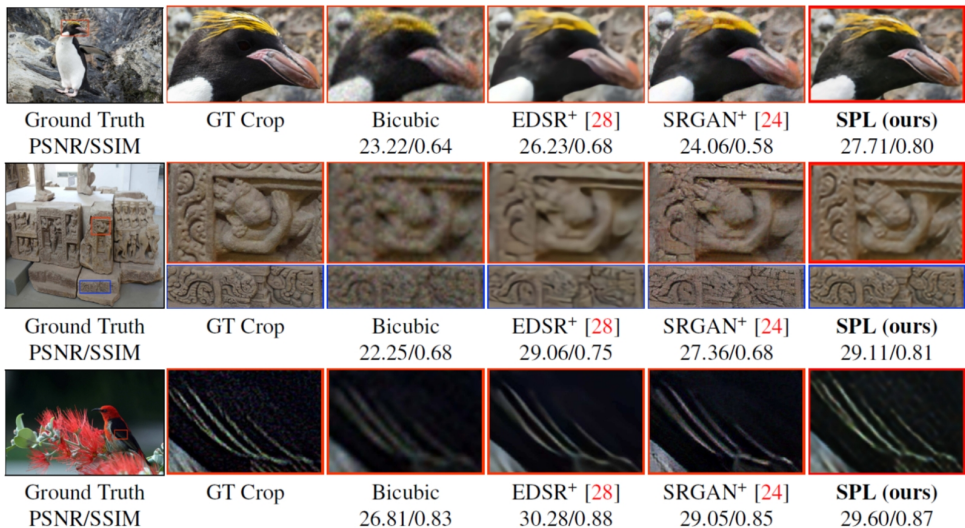 Ground Truth GT Crop Bicubic EDSR+ [28] SRGAN+ [24] SPL (ours)
PSNR/SSIM 23.22/0.64 26.23/0.68 24.06/0.58 27.71/0.80
Ground Truth GT Crop Bicubic EDSR+ [28] SRGAN+ [24] SPL (ours)
PSNR/SSIM 22.25/0.68 29.06/0.75 27.36/0.68 29.11/0.81
Ground Truth GT Crop Bicubic EDSR+ [28] SRGAN+ [24] SPL (ours)
PSNR/SSIM 26.81/0.83 30.28/0.88 29.05/0.85 29.60/0.87